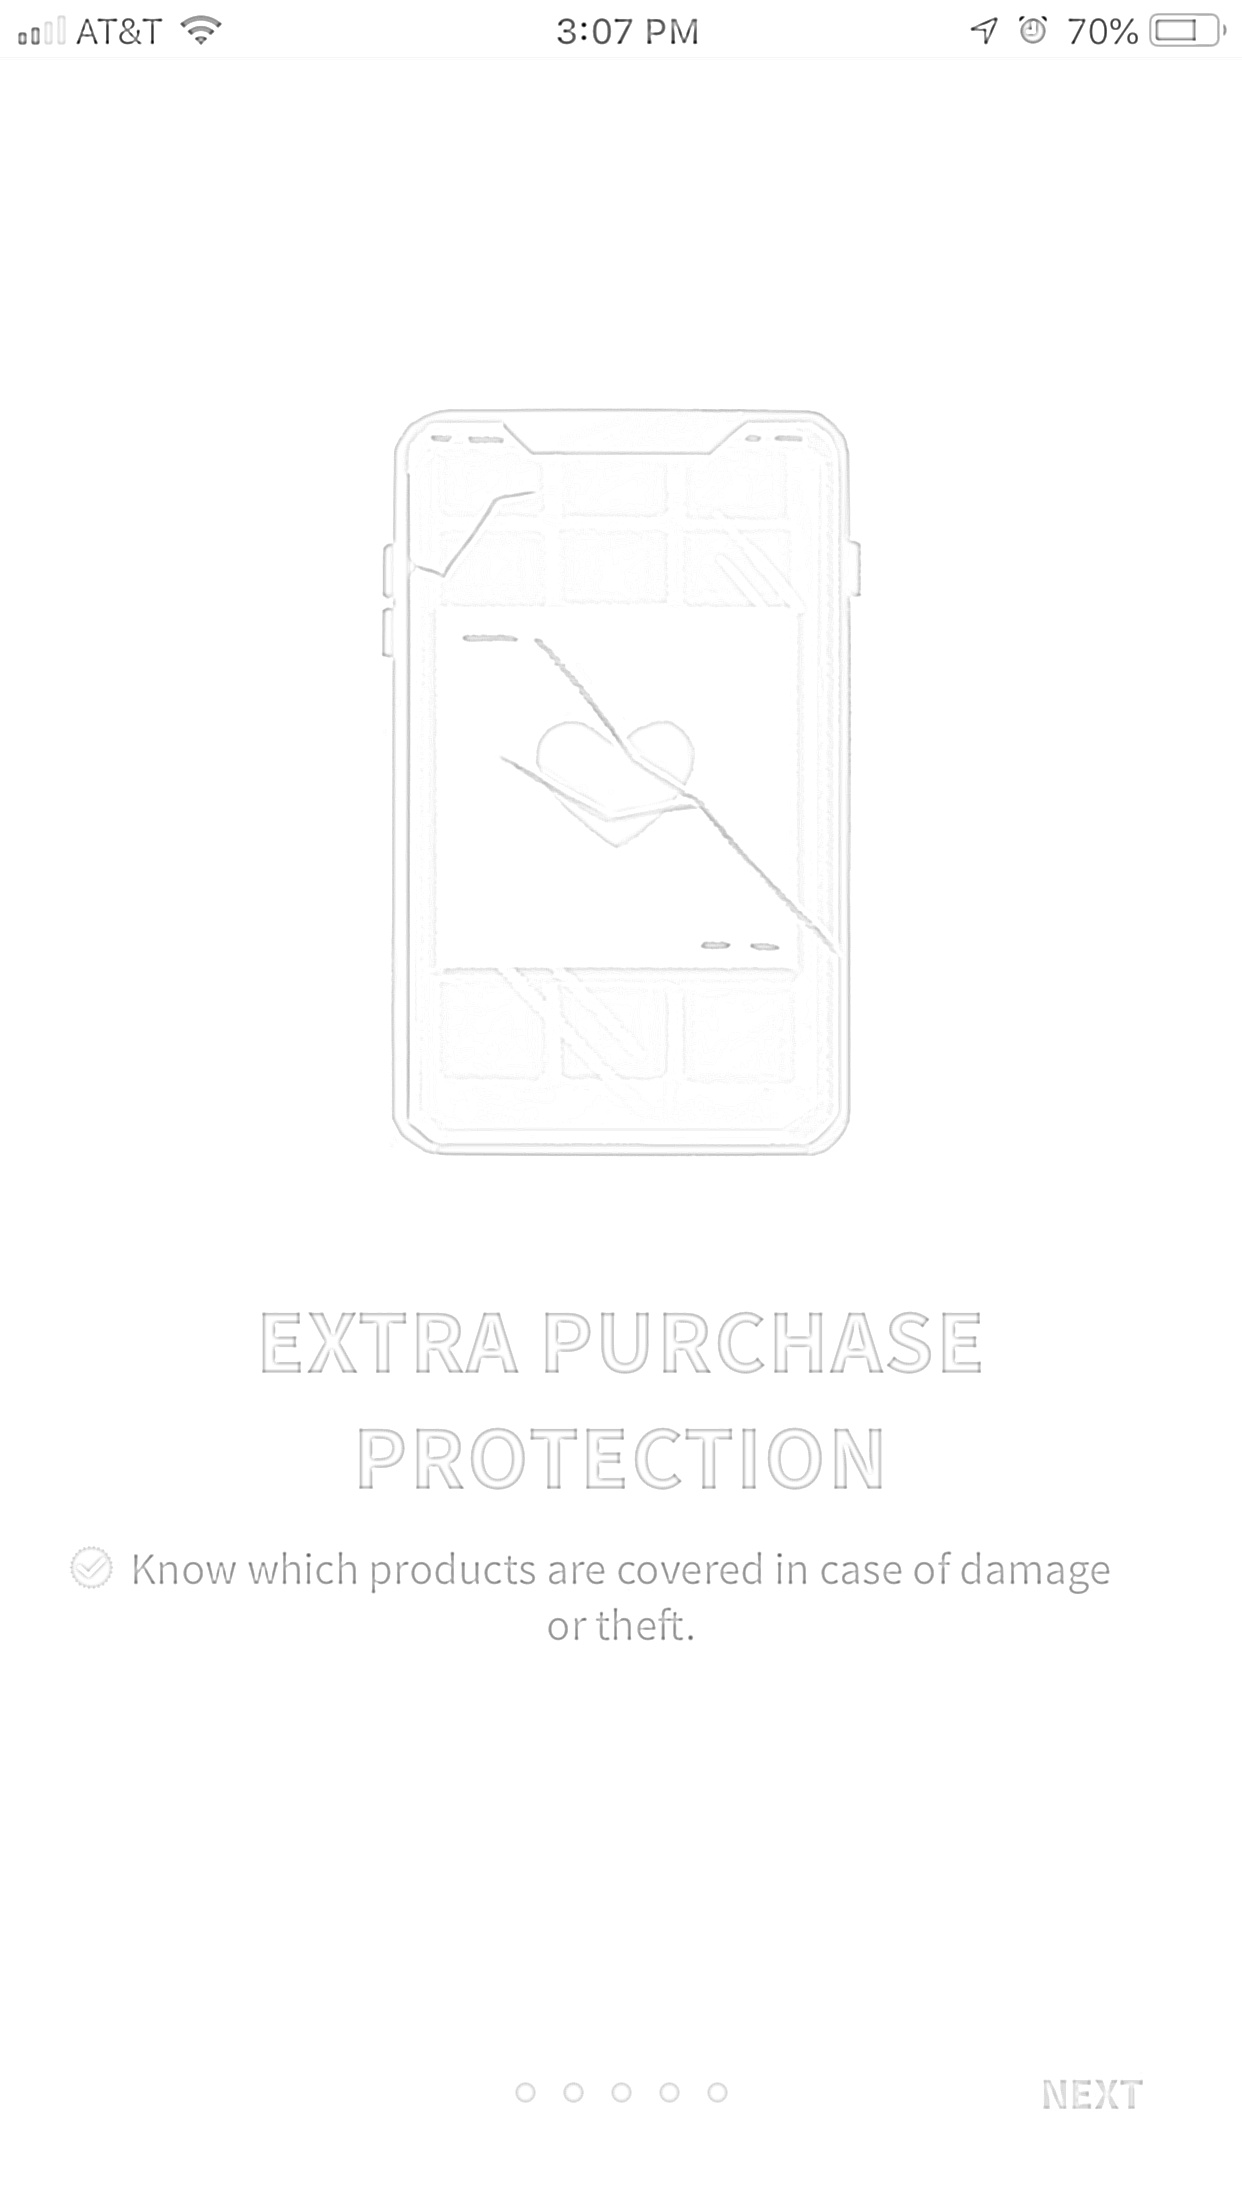 AT&T 3:07 PM 70%
EXTRA PURCHASE
PROTECTION
Know which products are covered in case of damage
or theft.
NEXT